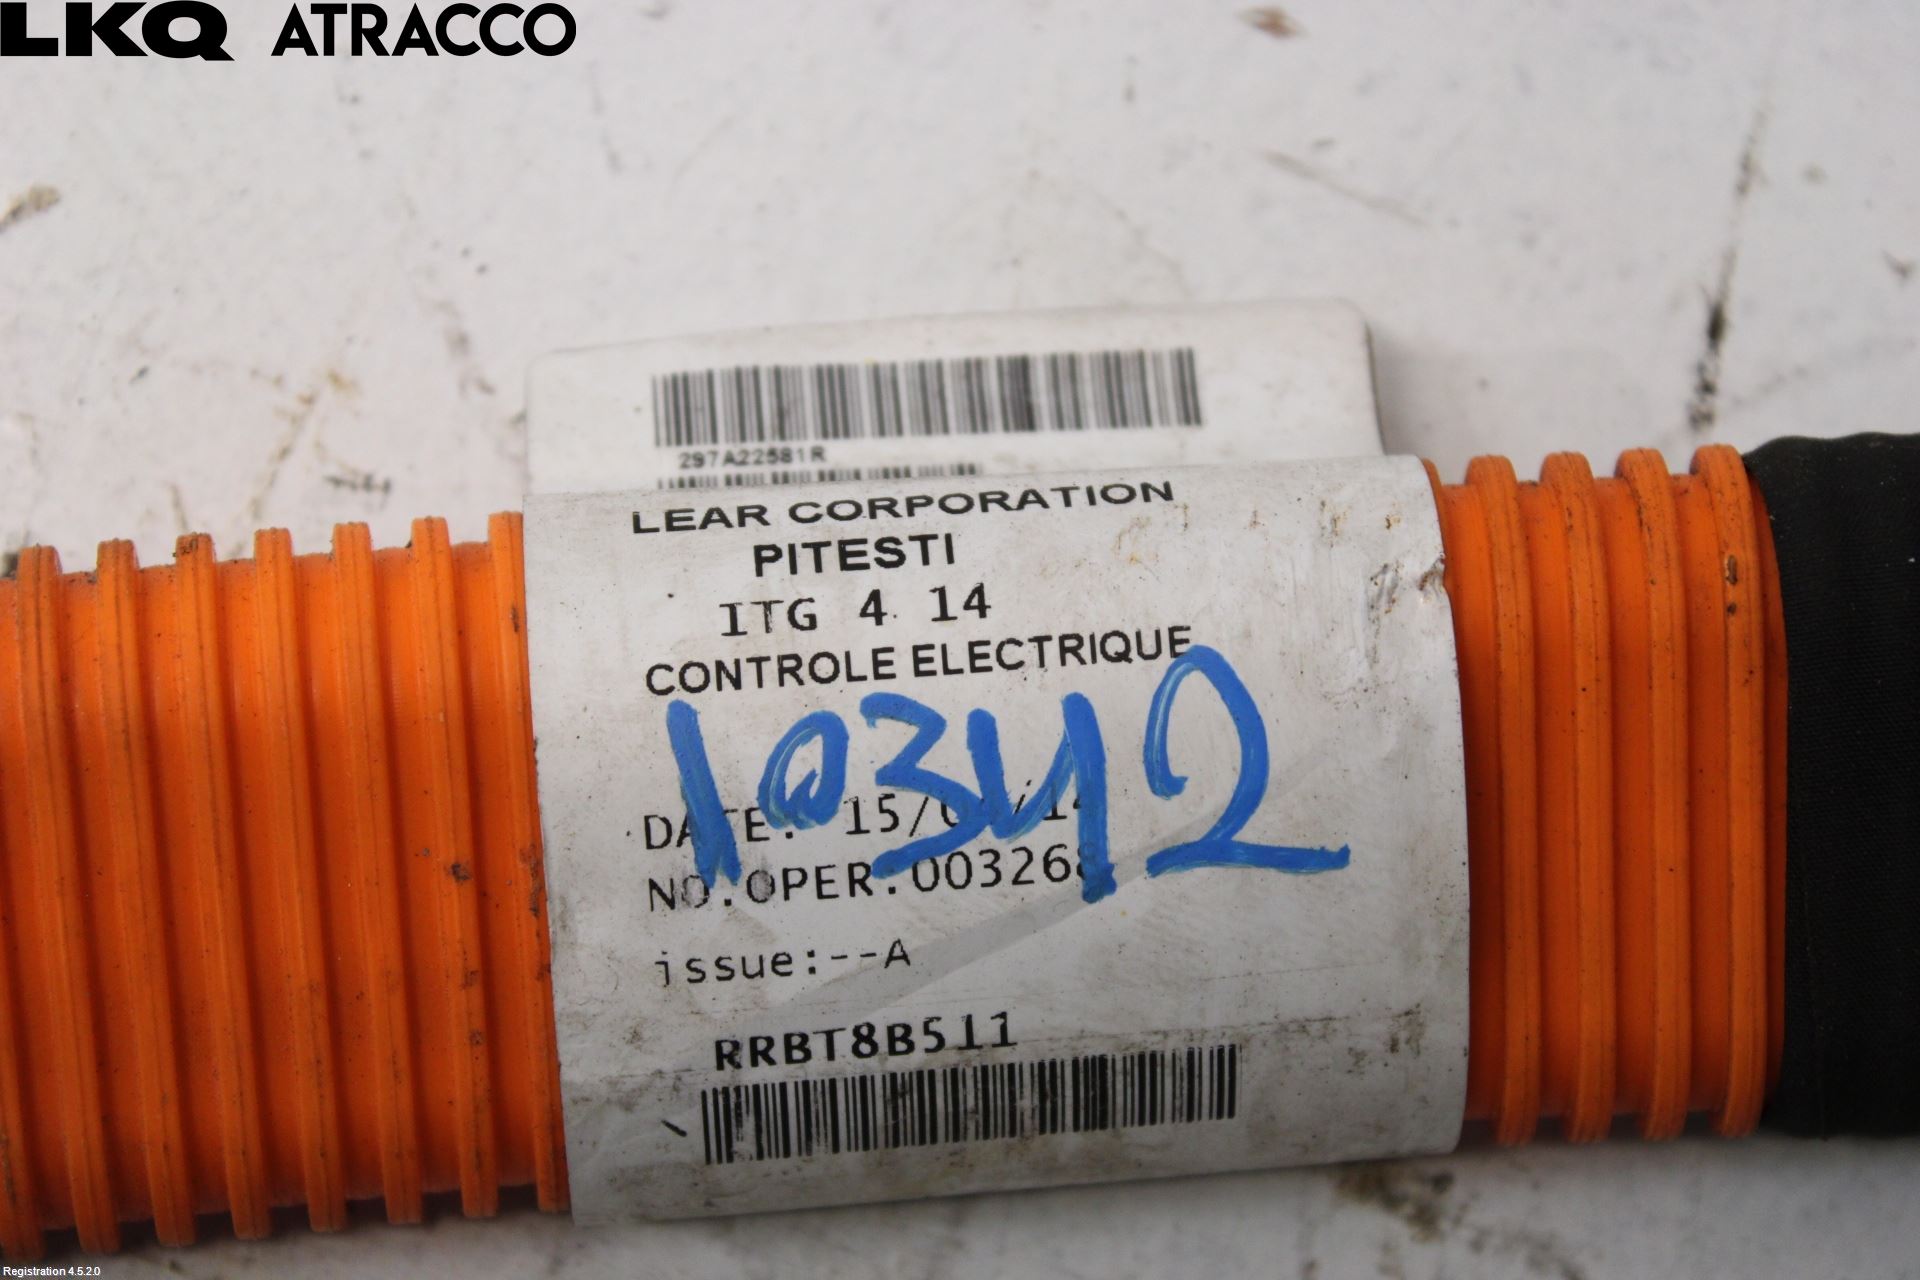 LKQ ATRACCO
297A22581R
LEAR CORPORATION
PITESTI
ITG 4 14
CONTROLE ELECTRIQUE
10342
DATE:
NO.OPER:
issue:--A
RRBT8B511
Registration 4.5.2.0